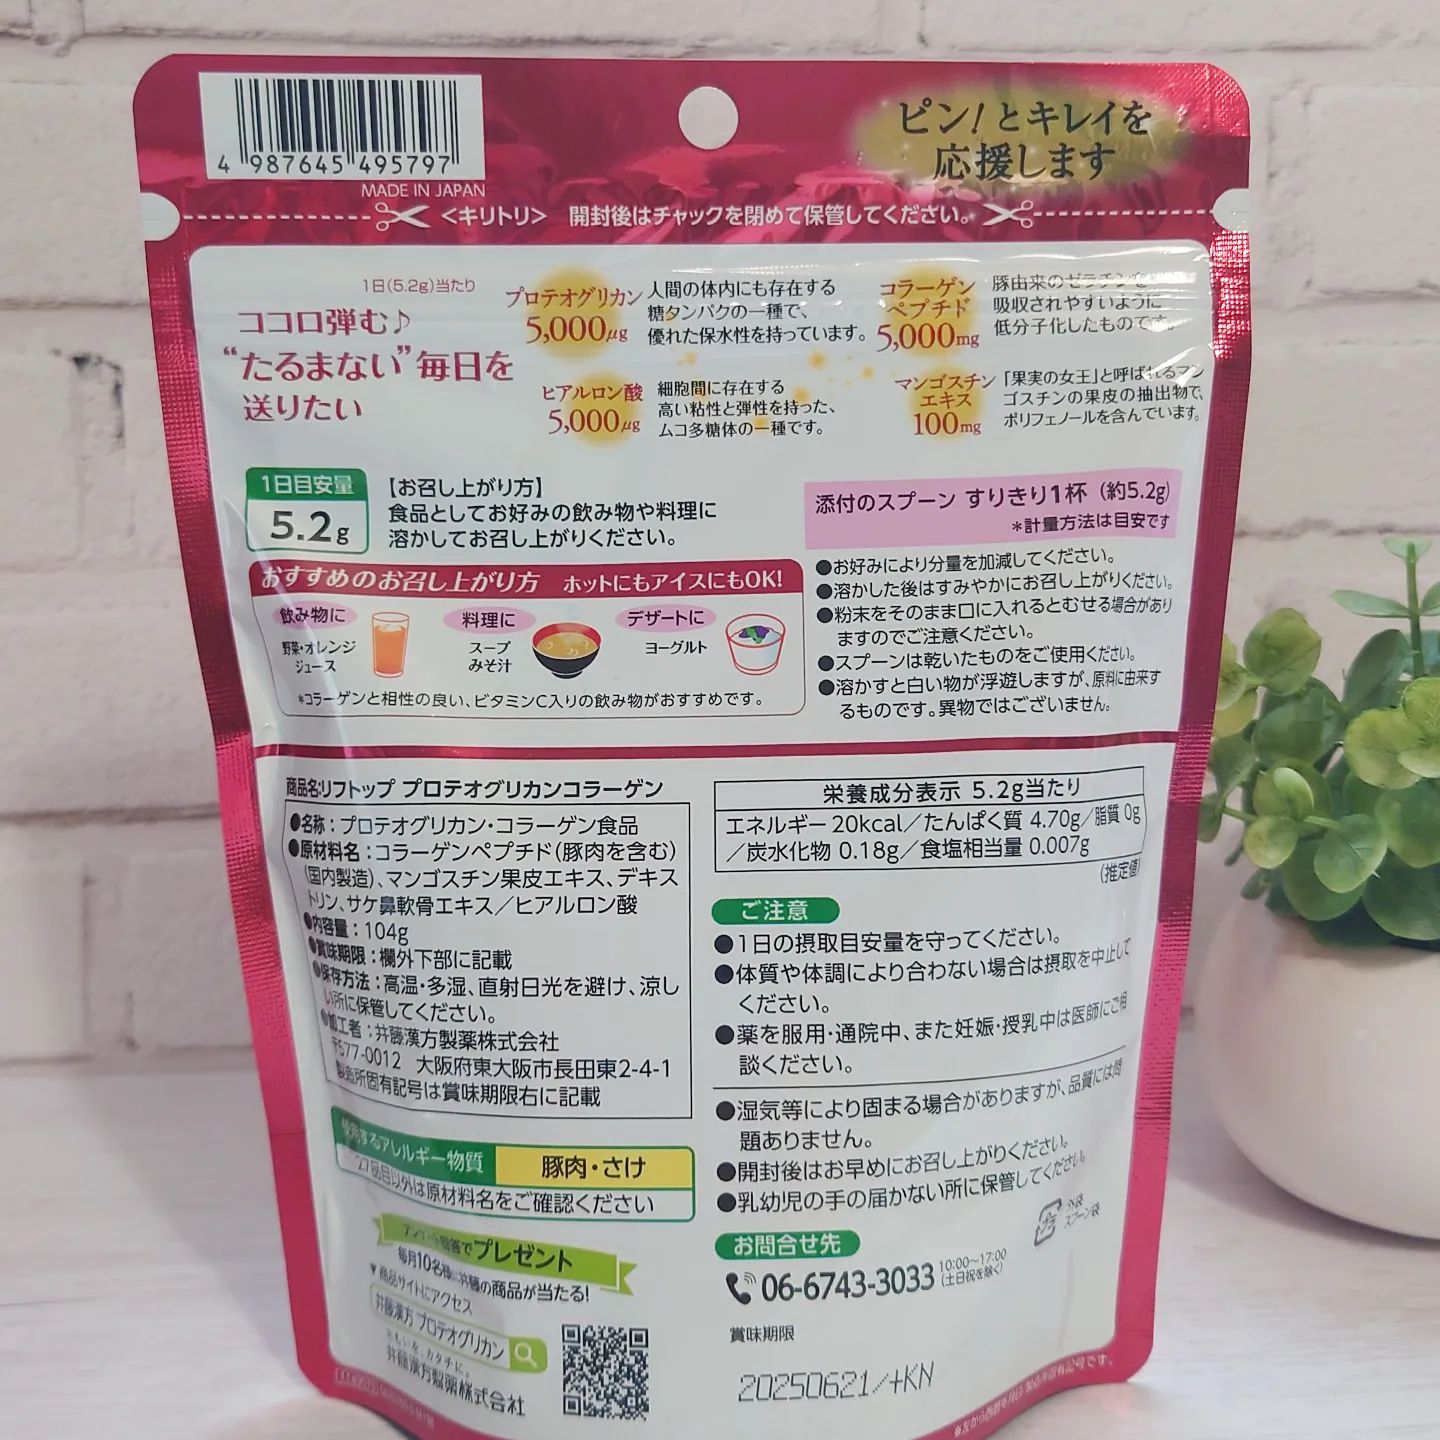 4 987645 495797
MADE IN JAPAN
ピン!とキレイを
応援します
<キリトリ> 開封後はチャックを閉めて保管してください。
1日(5.2g)当たり
ココロ弾む♪
“たるまない”毎日を
送りたい
プロテオグリカン
5,000μg
人間の体内にも存在する
糖タンパクの一種で、
優れた保水性を持っています。
コラーゲン
ペプチド
5,000mg
豚由来のゼラチンを
吸収されやすいように
低分子化したものです。
ヒアルロン酸
5,000μg
細胞間に存在する
高い粘性と弾性を持った、
ムコ多糖体の一種です。
マンゴスチン
エキス
100mg
「果実の女王」と呼ばれるマン
ゴスチンの果皮の抽出物で、
ポリフェノールを含んでいます。
1日目安量
5.2g
【お召し上がり方】
食品としてお好みの飲み物や料理に
溶かしてお召し上がりください。
添付のスプーン すりきり1杯(約5.2g)
*計量方法は目安です
おすすめのお召し上がり方 ホットにもアイスにもOK!
飲み物に
野菜・オレンジ
ジュース
料理に
スープ
みそ汁
デザートに
ヨーグルト
*コラーゲンと相性の良い、ビタミンC入りの飲み物がおすすめです。
●お好みにより分量を加減してください。
●溶かした後はすみやかにお召し上がりください。
●粉末をそのまま口に入れるとむせる場合があり
ますのでご注意ください。
●スプーンは乾いたものをご使用ください。
●溶かすと白い物が浮遊しますが、原料に由来す
るものです。異物ではございません。
商品名:リフトップ プロテオグリカンコラーゲン
●名称:プロテオグリカン・コラーゲン食品
●原材料名:コラーゲンペプチド(豚肉を含む)
(国内製造)、マンゴスチン果皮エキス、デキス
トリン、サケ鼻軟骨エキス/ヒアルロン酸
●内容量:104g
●賞味期限:欄外下部に記載
●保存方法:高温・多湿、直射日光を避け、涼し
い所に保管してください。
●加工者:井藤漢方製薬株式会社
〒577-0012 大阪府東大阪市長田東2-4-1
製造所固有記号は賞味期限右に記載
栄養成分表示 5.2g当たり
エネルギー 20kcal/たんぱく質 4.70g/脂質 0g
/炭水化物 0.18g/食塩相当量 0.007g
(推定値)
ご注意
●1日の摂取目安量を守ってください。
●体質や体調により合わない場合は摂取を中止して
ください。
●薬を服用・通院中、また妊娠・授乳中は医師にご相
談ください。
●湿気等により固まる場合がありますが、品質には問
題ありません。
●開封後はお早めにお召し上がりください。
●乳幼児の手の届かない所に保管してください。
使用するアレルギー物質
豚肉・さけ
27品目以外は原材料名をご確認ください
アンケート回答でプレゼント
毎月10名様に井藤の商品が当たる!
▼商品サイトにアクセス
井藤漢方 プロテオグリカン
おもいを、カタチに。
井藤漢方製薬株式会社
プラ
外袋
スプーン袋
お問合せ先
06-6743-3033
10:00~17:00
(土日祝を除く)
賞味期限
20250621/+KN